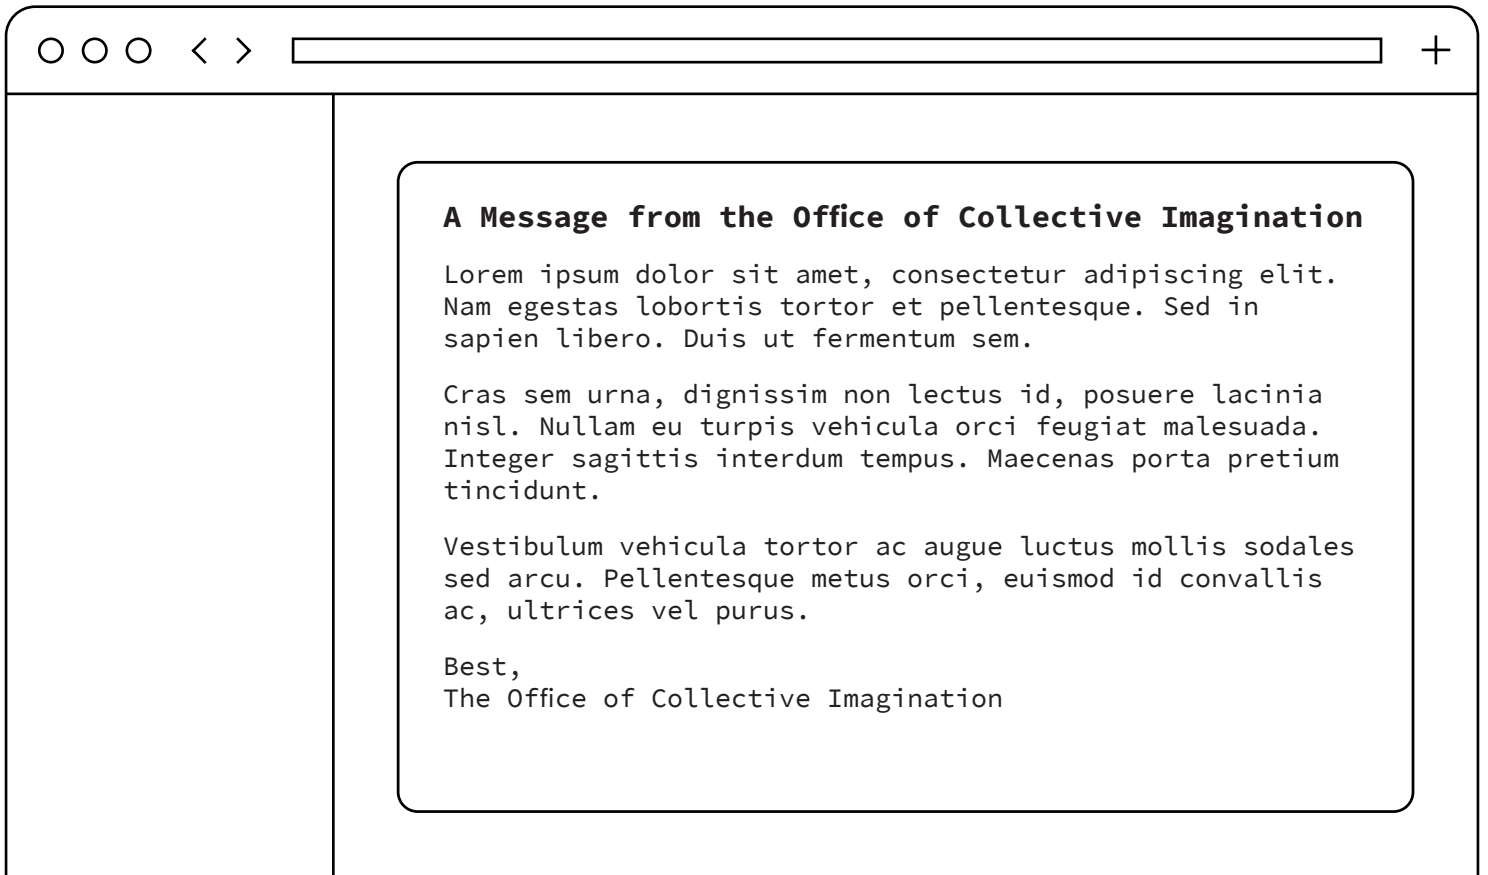 A Message from the Office of Collective Imagination
Lorem ipsum dolor sit amet, consectetur adipiscing elit.
Nam egestas lobortis tortor et pellentesque. Sed in
sapien libero. Duis ut fermentum sem.
Cras sem urna, dignissim non lectus id, posuere lacinia
nisl. Nullam eu turpis vehicula orci feugiat malesuada.
Integer sagittis interdum tempus. Maecenas porta pretium
tincidunt.
Vestibulum vehicula tortor ac augue luctus mollis sodales
sed arcu. Pellentesque metus orci, euismod id convallis
ac, ultrices vel purus.
Best,
The Office of Collective Imagination